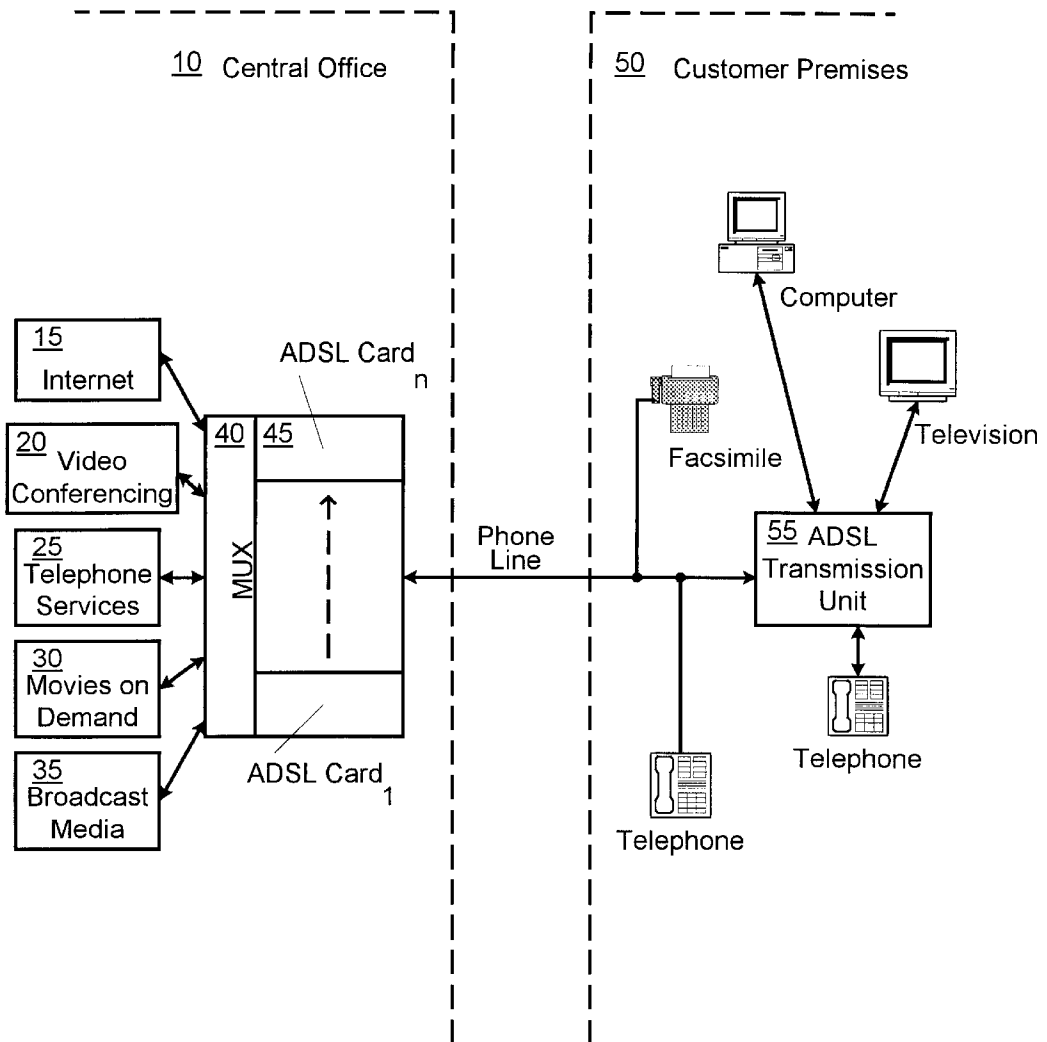 10 Central Office
50 Customer Premises
Computer
15
Internet
ADSL Card n
20 Video
Conferencing
40 45
Facsimile
Television
25
Telephone
Services
MUX
Phone
Line
55 ADSL
Transmission
Unit
30
Movies on
Demand
Telephone
35
Broadcast
Media
ADSL Card 1
Telephone